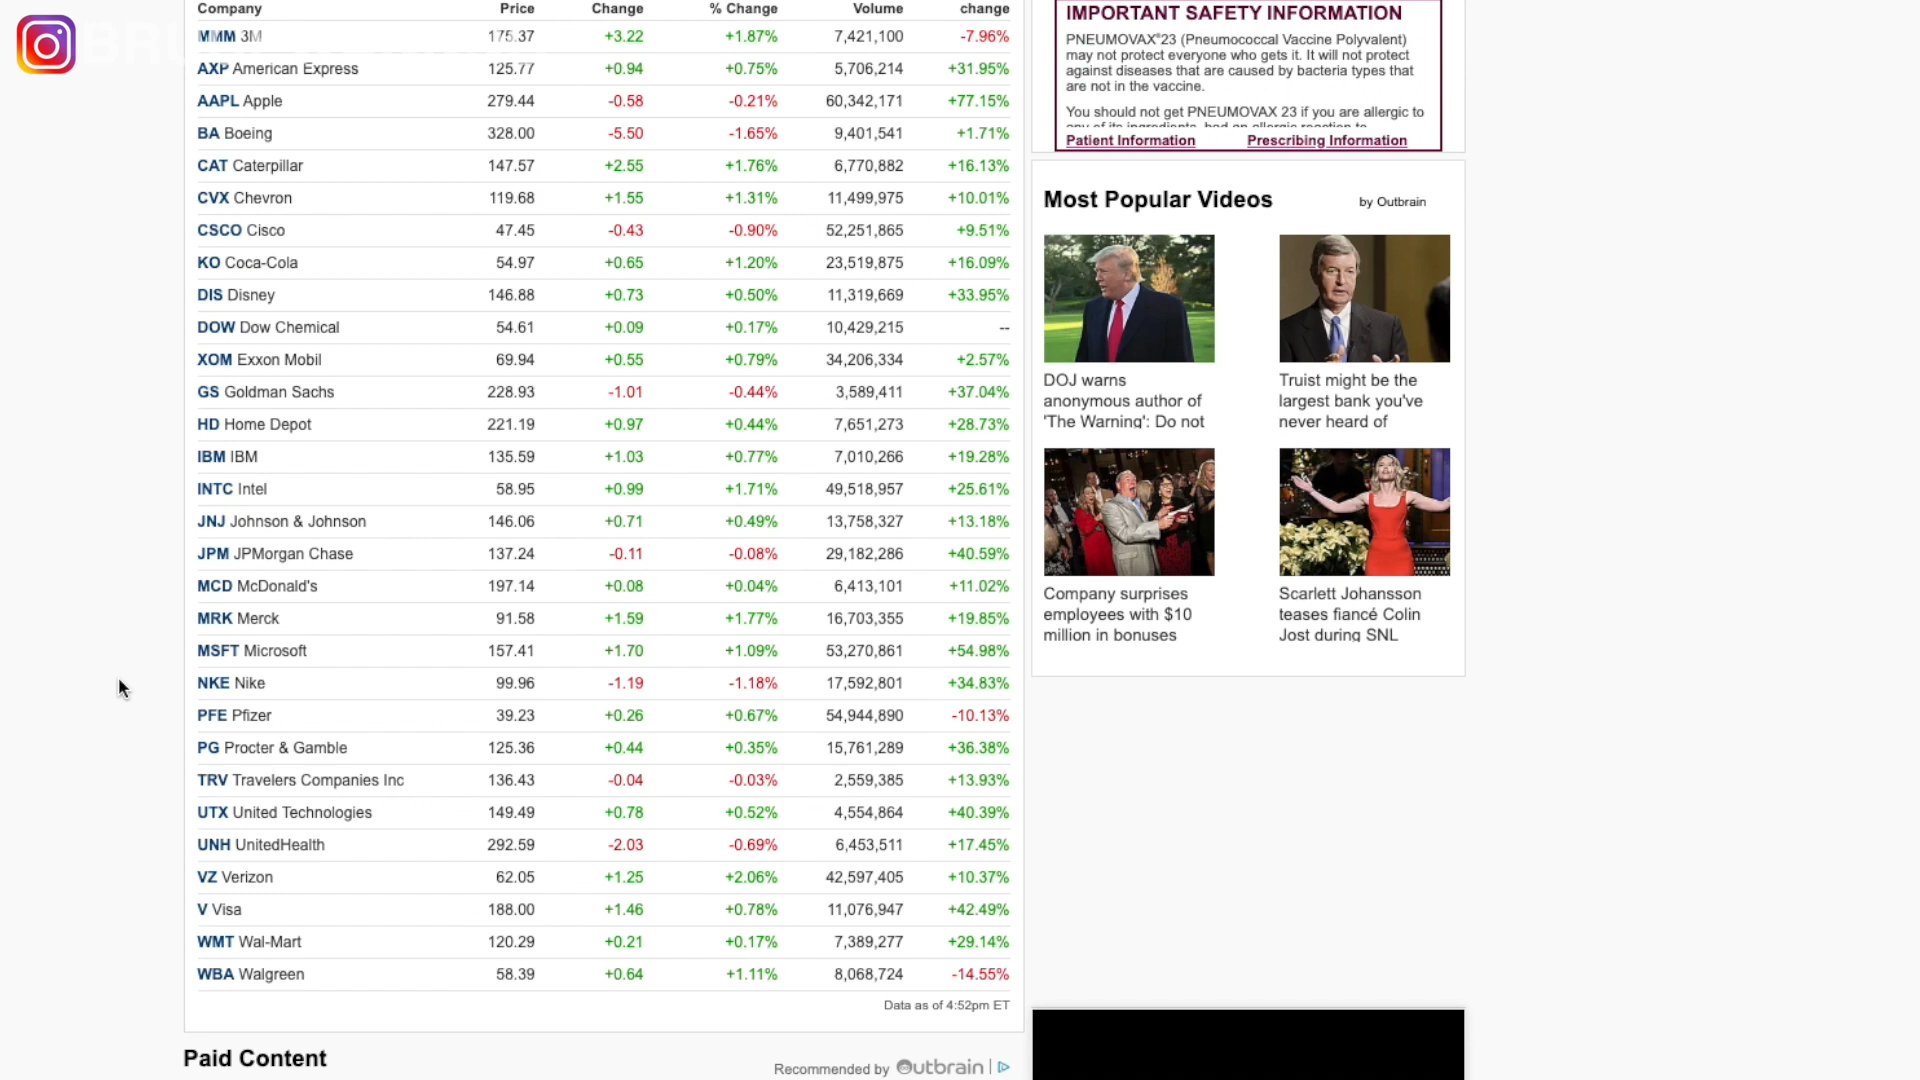 Company Price Change % Change Volume change
MMM 3M 175.37 +3.22 +1.87% 7,421,100 -7.96%
AXP American Express 125.77 +0.94 +0.75% 5,706,214 +31.95%
AAPL Apple 279.44 -0.58 -0.21% 60,342,171 +77.15%
BA Boeing 328.00 -5.50 -1.65% 9,401,541 +1.71%
CAT Caterpillar 147.57 +2.55 +1.76% 6,770,882 +16.13%
CVX Chevron 119.68 +1.55 +1.31% 11,499,975 +10.01%
CSCO Cisco 47.45 -0.43 -0.90% 52,251,865 +9.51%
KO Coca-Cola 54.97 +0.65 +1.20% 23,519,875 +16.09%
DIS Disney 146.88 +0.73 +0.50% 11,319,669 +33.95%
DOW Dow Chemical 54.61 +0.09 +0.17% 10,429,215 --
XOM Exxon Mobil 69.94 +0.55 +0.79% 34,206,334 +2.57%
GS Goldman Sachs 228.93 -1.01 -0.44% 3,589,411 +37.04%
HD Home Depot 221.19 +0.97 +0.44% 7,651,273 +28.73%
IBM IBM 135.59 +1.03 +0.77% 7,010,266 +19.28%
INTC Intel 58.95 +0.99 +1.71% 49,518,957 +25.61%
JNJ Johnson & Johnson 146.06 +0.71 +0.49% 13,758,327 +13.18%
JPM JPMorgan Chase 137.24 -0.11 -0.08% 29,182,286 +40.59%
MCD McDonald's 197.14 +0.08 +0.04% 6,413,101 +11.02%
MRK Merck 91.58 +1.59 +1.77% 16,703,355 +19.85%
MSFT Microsoft 157.41 +1.70 +1.09% 53,270,861 +54.98%
NKE Nike 99.96 -1.19 -1.18% 17,592,801 +34.83%
PFE Pfizer 39.23 +0.26 +0.67% 54,944,890 -10.13%
PG Procter & Gamble 125.36 +0.44 +0.35% 15,761,289 +36.38%
TRV Travelers Companies Inc 136.43 -0.04 -0.03% 2,559,385 +13.93%
UTX United Technologies 149.49 +0.78 +0.52% 4,554,864 +40.39%
UNH UnitedHealth 292.59 -2.03 -0.69% 6,453,511 +17.45%
VZ Verizon 62.05 +1.25 +2.06% 42,597,405 +10.37%
V Visa 188.00 +1.46 +0.78% 11,076,947 +42.49%
WMT Wal-Mart 120.29 +0.21 +0.17% 7,389,277 +29.14%
WBA Walgreen 58.39 +0.64 +1.11% 8,068,724 -14.55%
Data as of 4:52pm ET
Paid Content
Recommended by Outbrain
IMPORTANT SAFETY INFORMATION
PNEUMOVAX®23 (Pneumococcal Vaccine Polyvalent)
may not protect everyone who gets it. It will not protect
against diseases that are caused by bacteria types that
are not in the vaccine.
You should not get PNEUMOVAX 23 if you are allergic to
Patient Information Prescribing Information
Most Popular Videos
by Outbrain
DOJ warns
anonymous author of
'The Warning': Do not
Truist might be the
largest bank you've
never heard of
Company surprises
employees with $10
million in bonuses
Scarlett Johansson
teases fiancé Colin
Jost during SNL